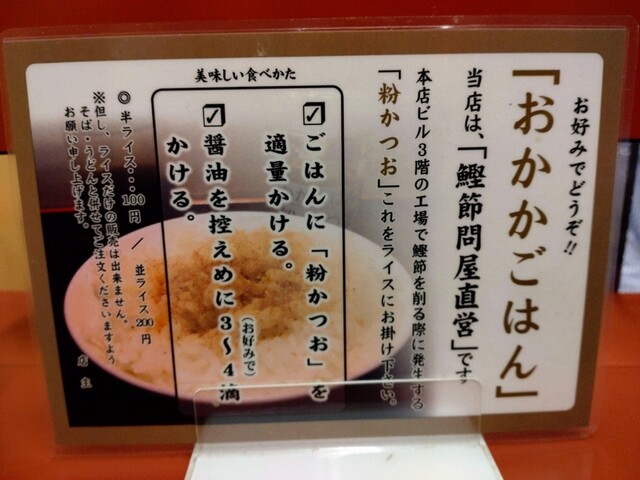 お好みでどうぞ!!
「おかかごはん」
当店は、「鰹節問屋直営」です。
本店ビル3階の工場で鰹節を削る際に発生する
「粉かつお」これをライスにお掛け下さい。
美味しい食べかた
☑ごはんに「粉かつお」を
適量かける。
☑醤油を控えめに3〜4滴
(お好みで)
かける。
◎半ライス・・・100円 / 並ライス200円
※但し、ライスだけの販売は出来ません。
そば・うどんと併せてご注文くださいますよう
お願い申し上げます。
店主